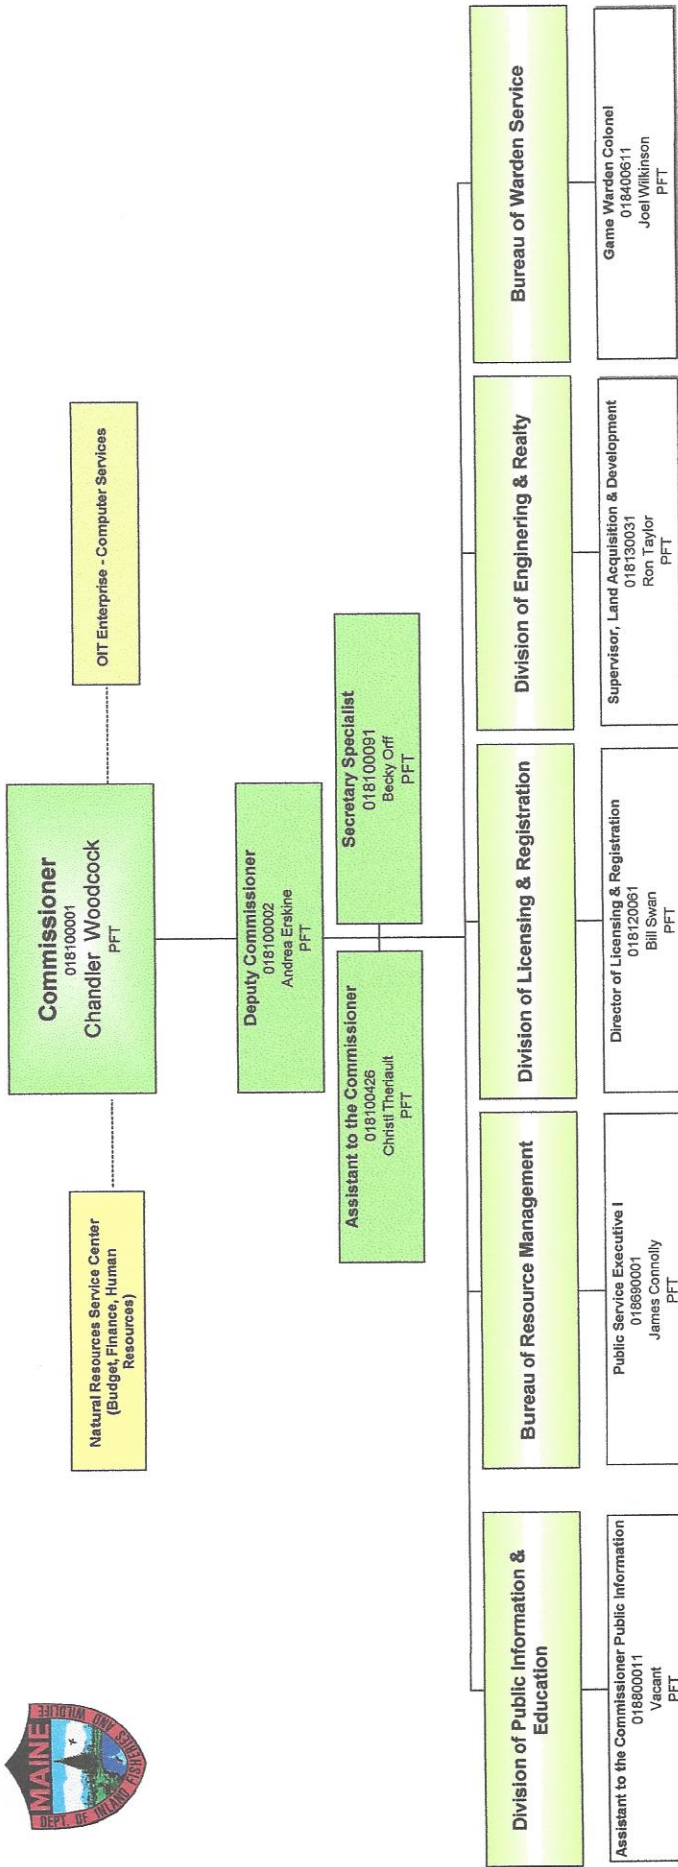 MAINE
DEPT. OF INLAND FISHERIES AND WILDLIFE
Natural Resources Service Center
(Budget, Finance, Human
Resources)
Commissioner
018100001
Chandler Woodcock
PFT
OIT Enterprise - Computer Services
Deputy Commissioner
018100002
Andrea Erskine
PFT
Assistant to the Commissioner
018100426
Christl Theriault
PFT
Secretary Specialist
018100091
Becky Orff
PFT
Division of Public Information &
Education
Assistant to the Commissioner Public Information
018800011
Vacant
PFT
Bureau of Resource Management
Public Service Executive I
018690001
James Connolly
PFT
Division of Licensing & Registration
Director of Licensing & Registration
018120061
Bill Swan
PFT
Division of Enginering & Realty
Supervisor, Land Acquisition & Development
018130031
Ron Taylor
PFT
Bureau of Warden Service
Game Warden Colonel
018400611
Joel Wilkinson
PFT